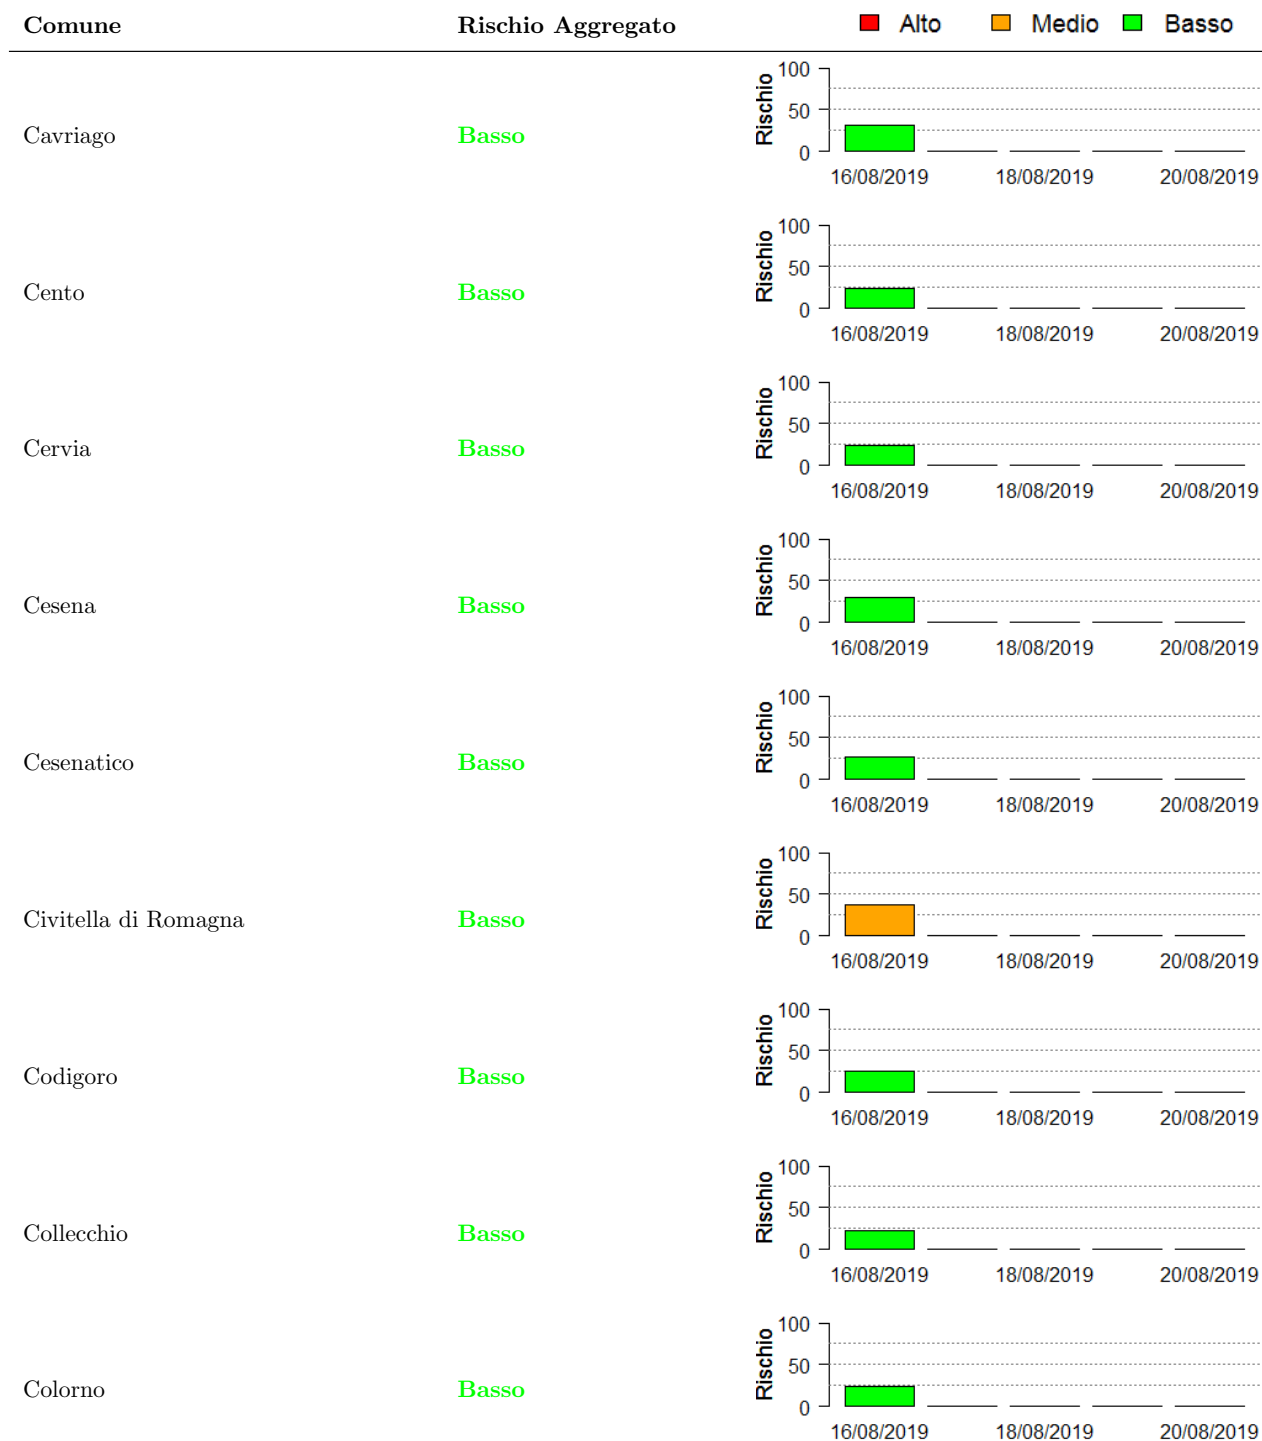 Comune Rischio Aggregato Alto Medio Basso
Cavriago Basso Rischio 100 50 0
16/08/2019 18/08/2019 20/08/2019
Cento Basso Rischio 100 50 0
16/08/2019 18/08/2019 20/08/2019
Cervia Basso Rischio 100 50 0
16/08/2019 18/08/2019 20/08/2019
Cesena Basso Rischio 100 50 0
16/08/2019 18/08/2019 20/08/2019
Cesenatico Basso Rischio 100 50 0
16/08/2019 18/08/2019 20/08/2019
Civitella di Romagna Basso Rischio 100 50 0
16/08/2019 18/08/2019 20/08/2019
Codigoro Basso Rischio 100 50 0
16/08/2019 18/08/2019 20/08/2019
Collecchio Basso Rischio 100 50 0
16/08/2019 18/08/2019 20/08/2019
Colorno Basso Rischio 100 50 0
16/08/2019 18/08/2019 20/08/2019